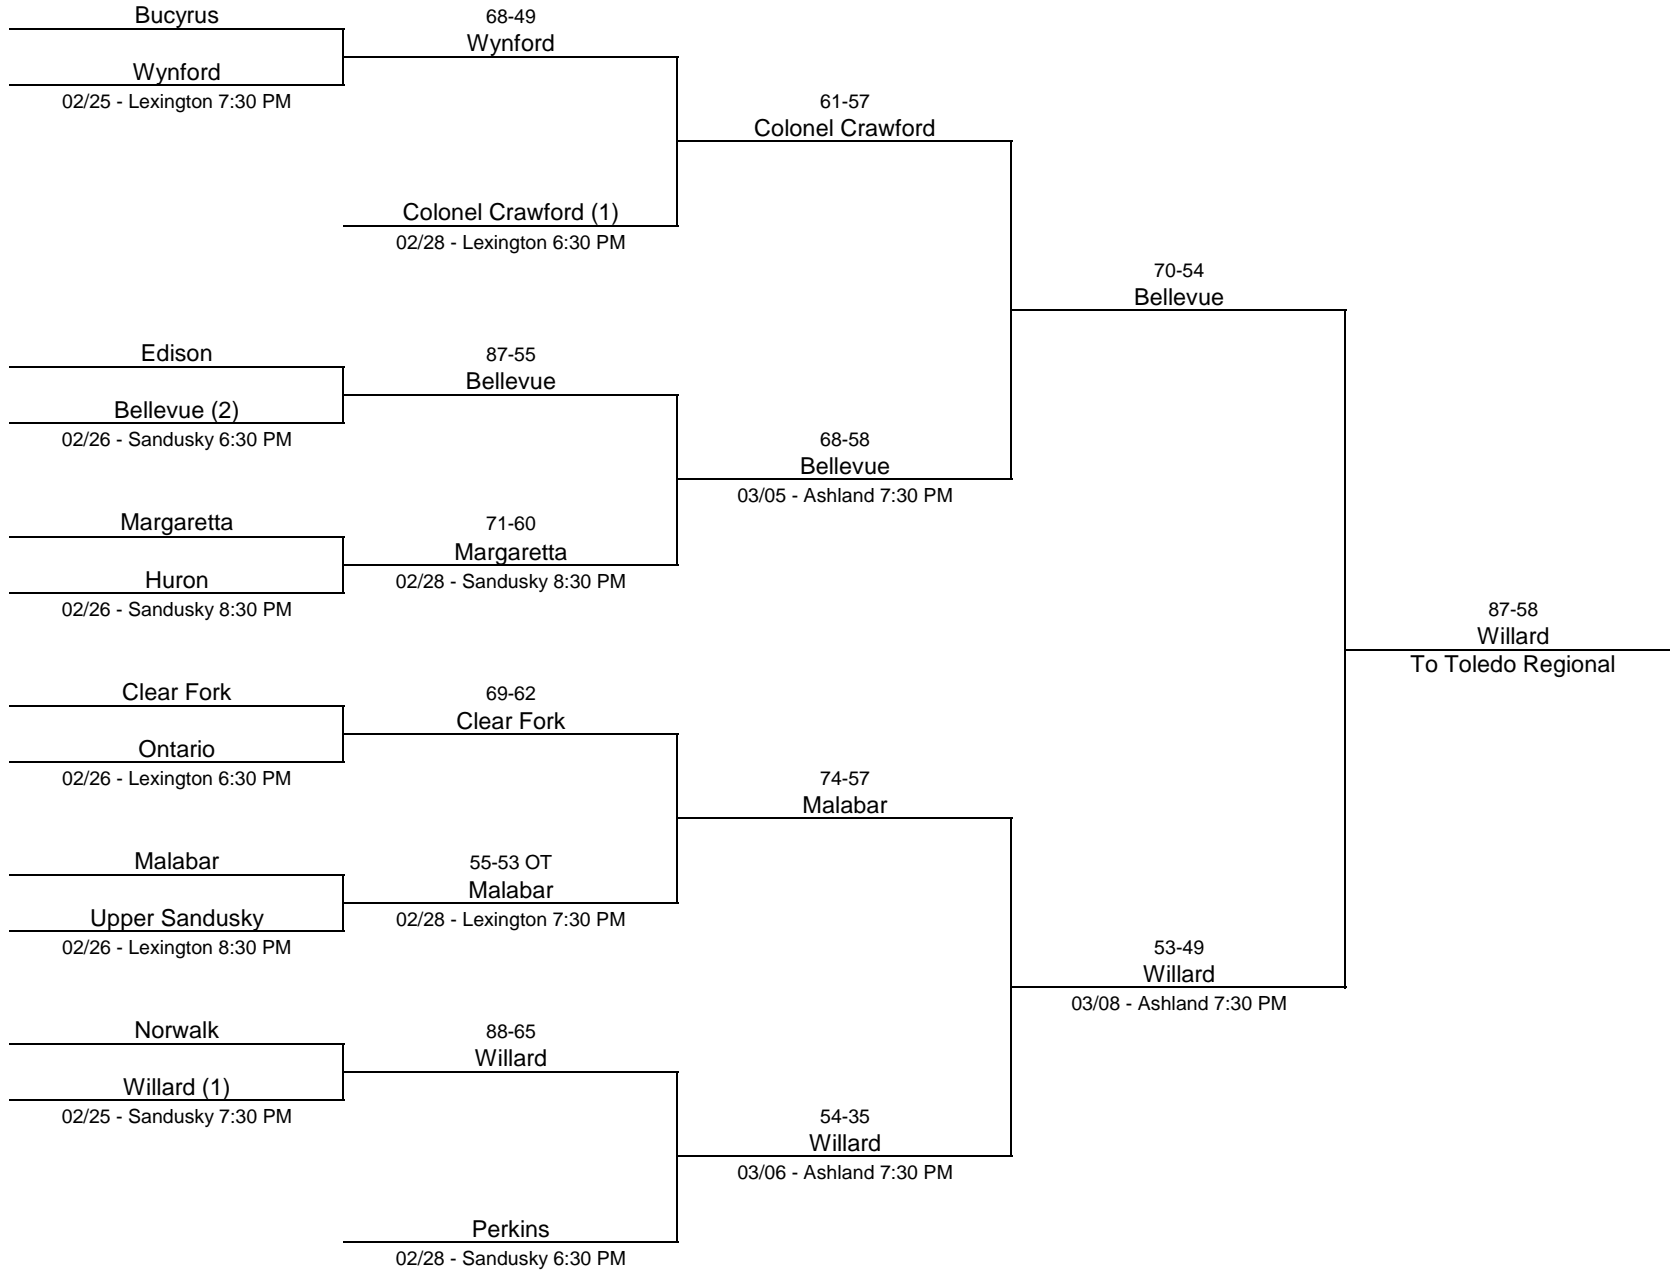 Bucyrus
Wynford
02/25 - Lexington 7:30 PM
Edison
Bellevue (2)
02/26 - Sandusky 6:30 PM
Margaretta
Huron
02/26 - Sandusky 8:30 PM
Clear Fork
Ontario
02/26 - Lexington 6:30 PM
Malabar
Upper Sandusky
02/26 - Lexington 8:30 PM
Norwalk
Willard (1)
02/25 - Sandusky 7:30 PM
68-49
Wynford
Colonel Crawford (1)
02/28 - Lexington 6:30 PM
87-55
Bellevue
71-60
Margaretta
02/28 - Sandusky 8:30 PM
69-62
Clear Fork
55-53 OT
Malabar
02/28 - Lexington 7:30 PM
88-65
Willard
Perkins
02/28 - Sandusky 6:30 PM
61-57
Colonel Crawford
68-58
Bellevue
03/05 - Ashland 7:30 PM
74-57
Malabar
54-35
Willard
03/06 - Ashland 7:30 PM
70-54
Bellevue
53-49
Willard
03/08 - Ashland 7:30 PM
87-58
Willard
To Toledo Regional